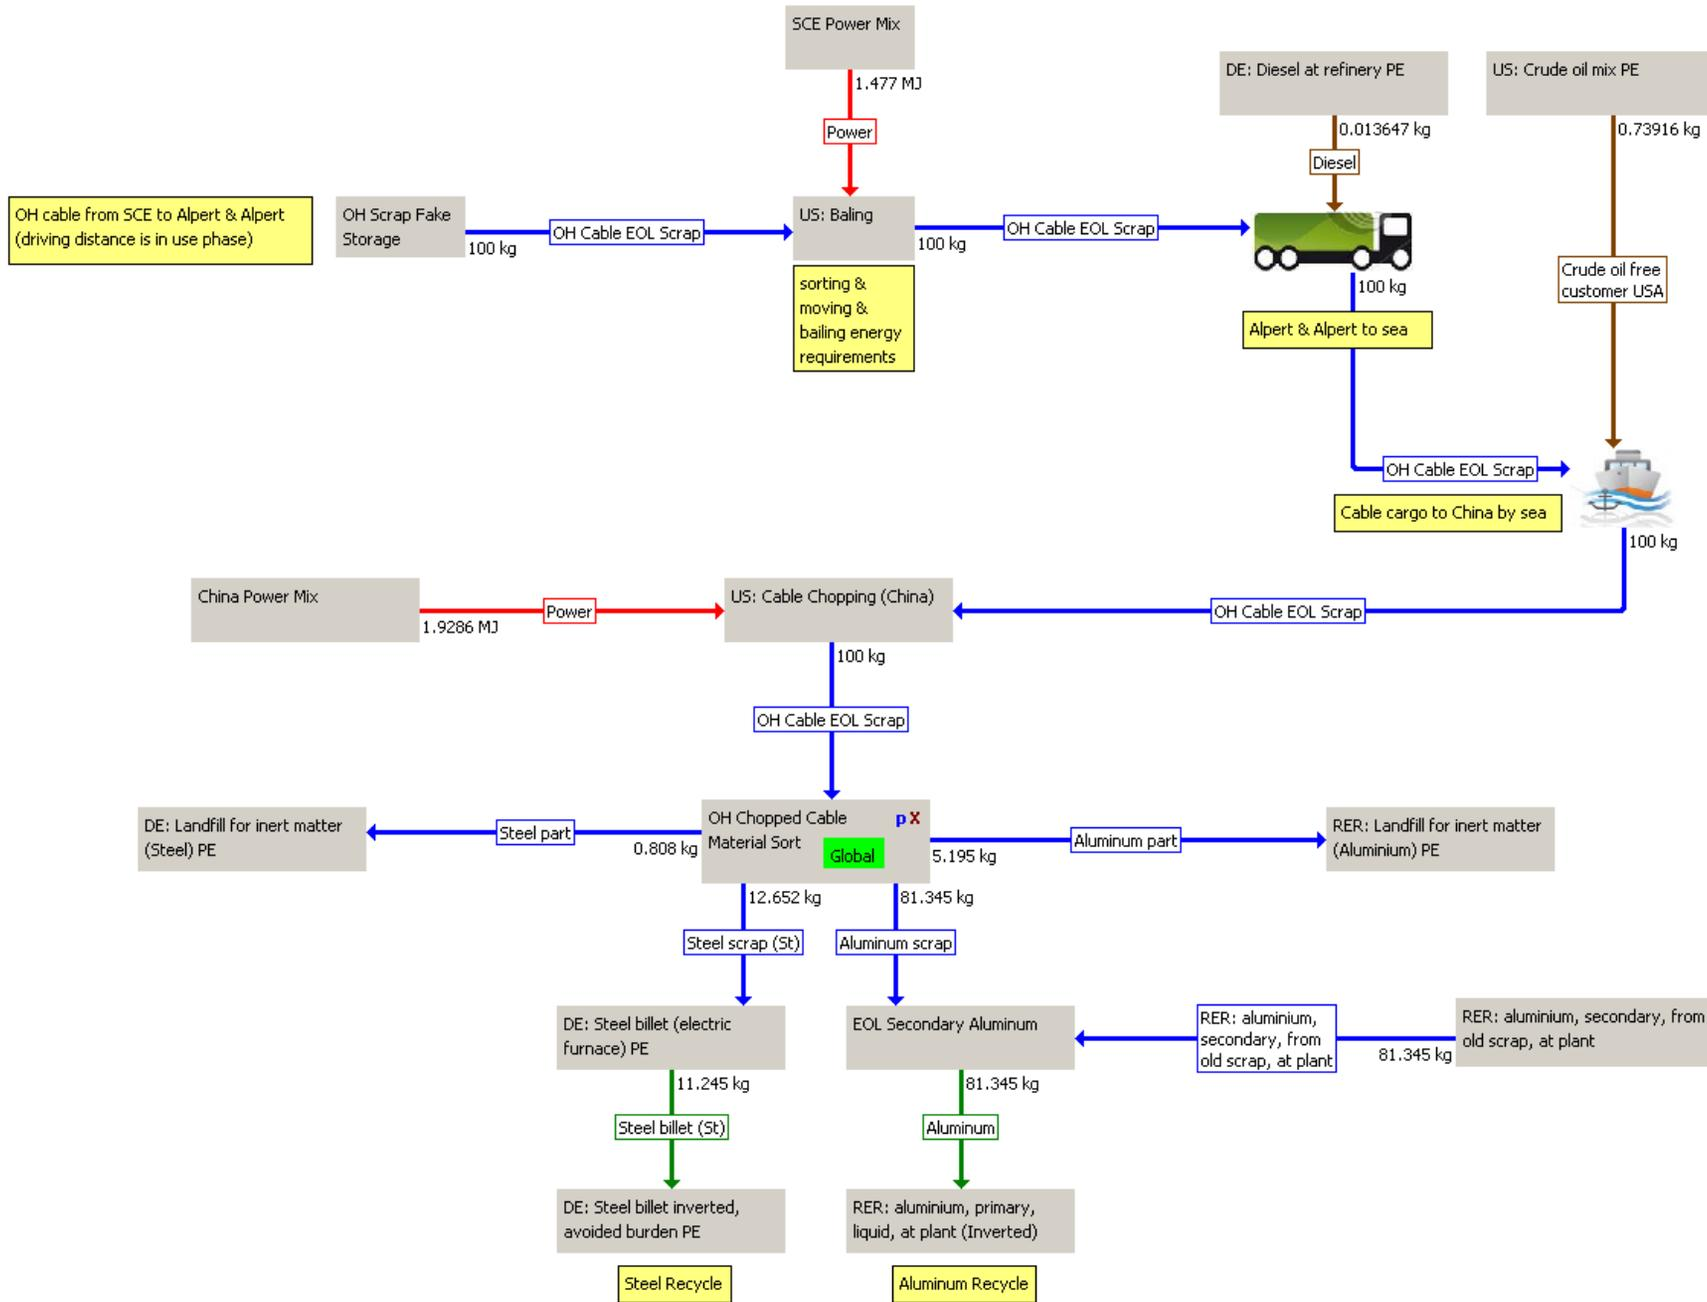 SCE Power Mix
1.477 MJ
Power
DE: Diesel at refinery PE
0.013647 kg
Diesel
US: Crude oil mix PE
0.73916 kg
Crude oil free
customer USA
OH cable from SCE to Alpert & Alpert
(driving distance is in use phase)
OH Scrap Fake
Storage
100 kg
OH Cable EOL Scrap
US: Baling
100 kg
OH Cable EOL Scrap
sorting &
moving &
bailing energy
requirements
100 kg
Alpert & Alpert to sea
OH Cable EOL Scrap
Cable cargo to China by sea
100 kg
China Power Mix
1.9286 MJ
Power
US: Cable Chopping (China)
OH Cable EOL Scrap
100 kg
OH Cable EOL Scrap
DE: Landfill for inert matter
(Steel) PE
Steel part
0.808 kg
OH Chopped Cable
Material Sort
p X
Global
5.195 kg
Aluminum part
RER: Landfill for inert matter
(Aluminium) PE
12.652 kg
81.345 kg
Steel scrap (St)
Aluminum scrap
DE: Steel billet (electric
furnace) PE
EOL Secondary Aluminum
RER: aluminium,
secondary, from
old scrap, at plant
81.345 kg
RER: aluminium, secondary, from
old scrap, at plant
11.245 kg
81.345 kg
Steel billet (St)
Aluminum
DE: Steel billet inverted,
avoided burden PE
RER: aluminium, primary,
liquid, at plant (Inverted)
Steel Recycle
Aluminum Recycle